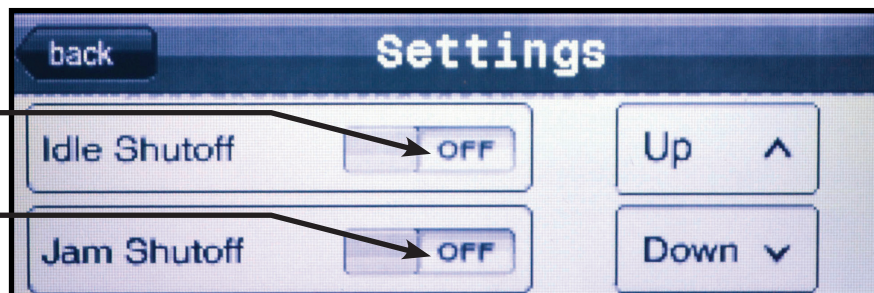 back
Settings
Idle Shutoff OFF
Up
Jam Shutoff OFF
Down